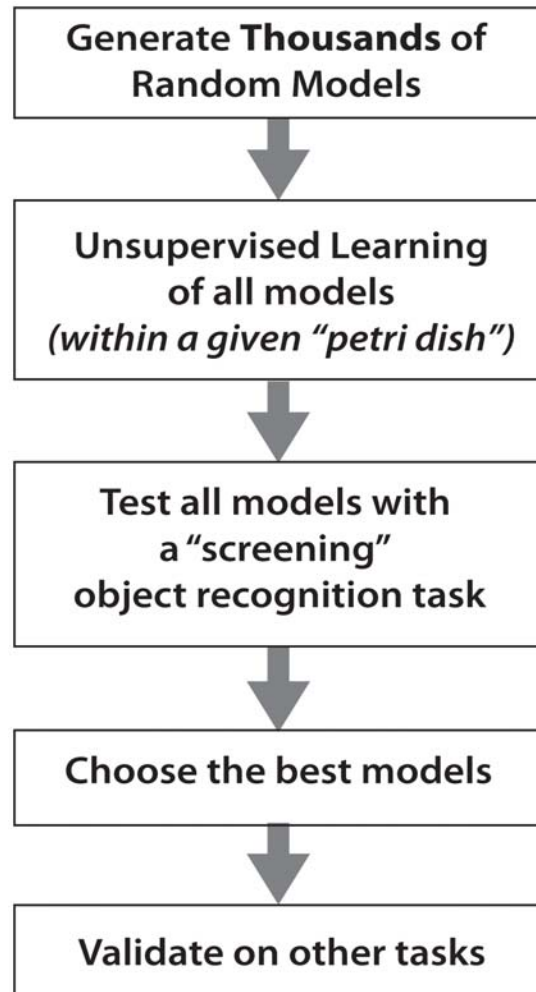 Generate Thousands of
Random Models
Unsupervised Learning
of all models
(within a given “petri dish”)
Test all models with
a “screening”
object recognition task
Choose the best models
Validate on other tasks